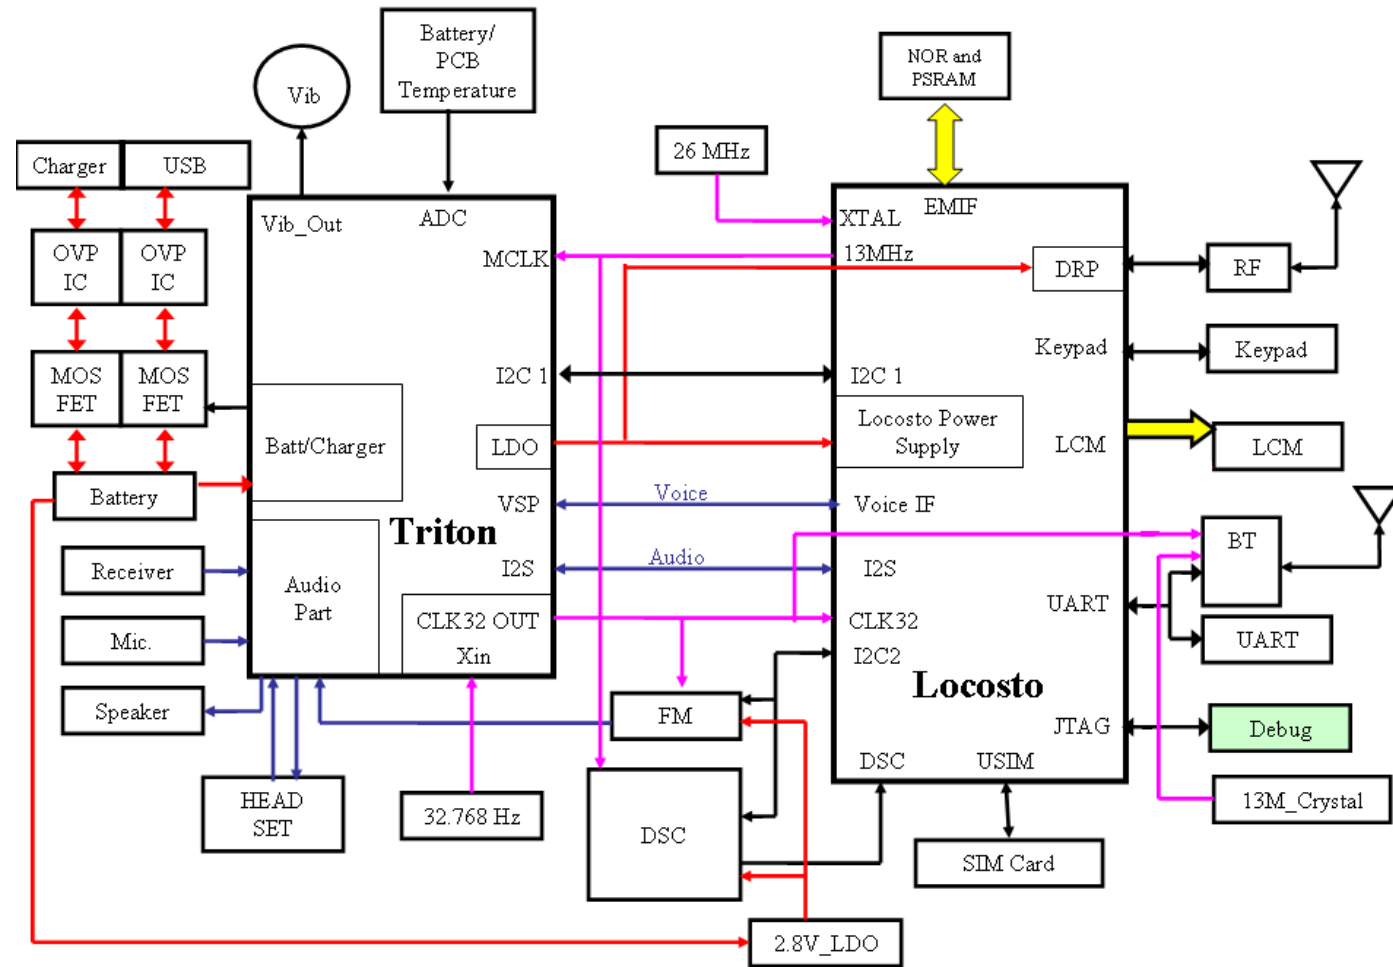 Battery/
PCB
Temperature
NOR and
PSRAM
Vib
26 MHz
Charger
USB
Vib_Out
ADC
XTAL
EMIF
OVP
IC
OVP
IC
MCLK
13MHz
DRP
RF
Keypad
Keypad
MOS
FET
MOS
FET
I2C 1
I2C 1
Batt/Charger
LDO
Locosto Power
Supply
LCM
LCM
Battery
VSP
Voice
Voice IF
Triton
BT
Receiver
Audio
Part
I2S
Audio
I2S
UART
CLK32 OUT
Xin
CLK32
I2C2
UART
Mic.
Locosto
Speaker
FM
JTAG
Debug
DSC
USIM
HEAD
SET
32.768 Hz
DSC
13M_Crystal
SIM Card
2.8V_LDO